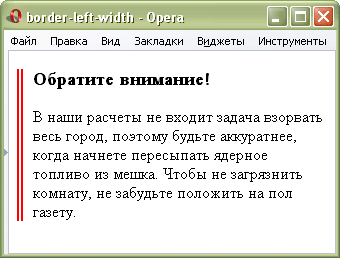 border-left-width - Opera
Файл Правка Вид Закладки Виджеты Инструменты
Обратите внимание!
В наши расчеты не входит задача взорвать
весь город, поэтому будьте аккуратнее,
когда начнете пересыпать ядерное
топливо из мешка. Чтобы не загрязнить
комнату, не забудьте положить на пол
газету.